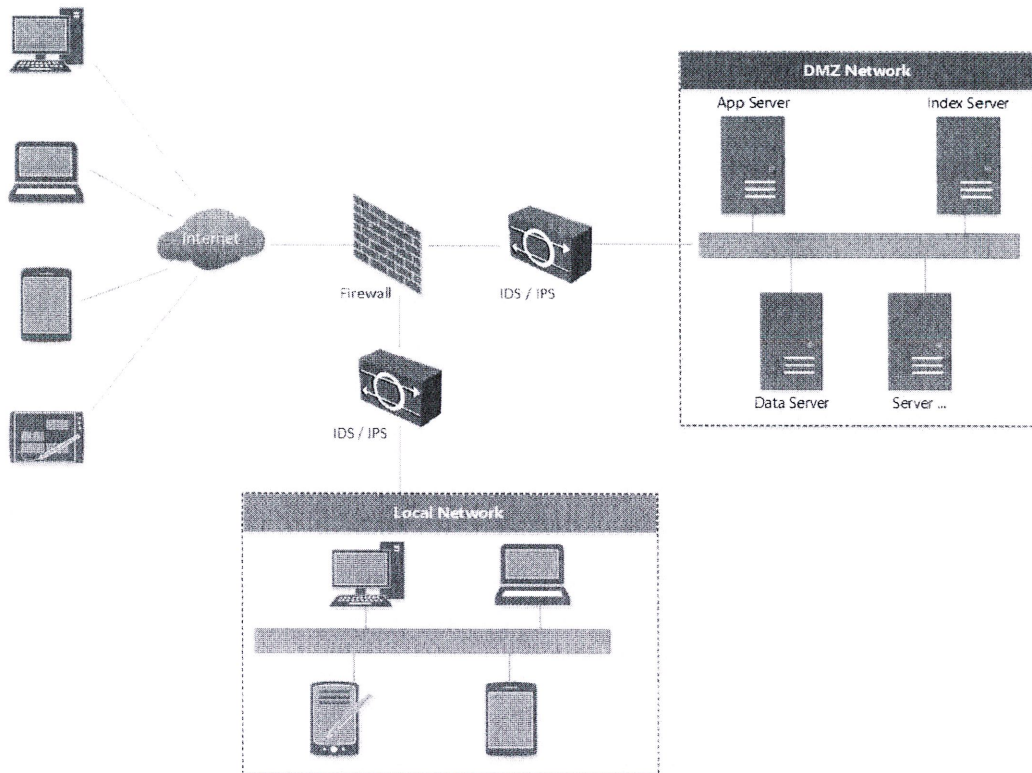 DMZ Network
App Server
Index Server
Internet
Firewall
IDS / IPS
Data Server
Server ...
IDS / IPS
Local Network